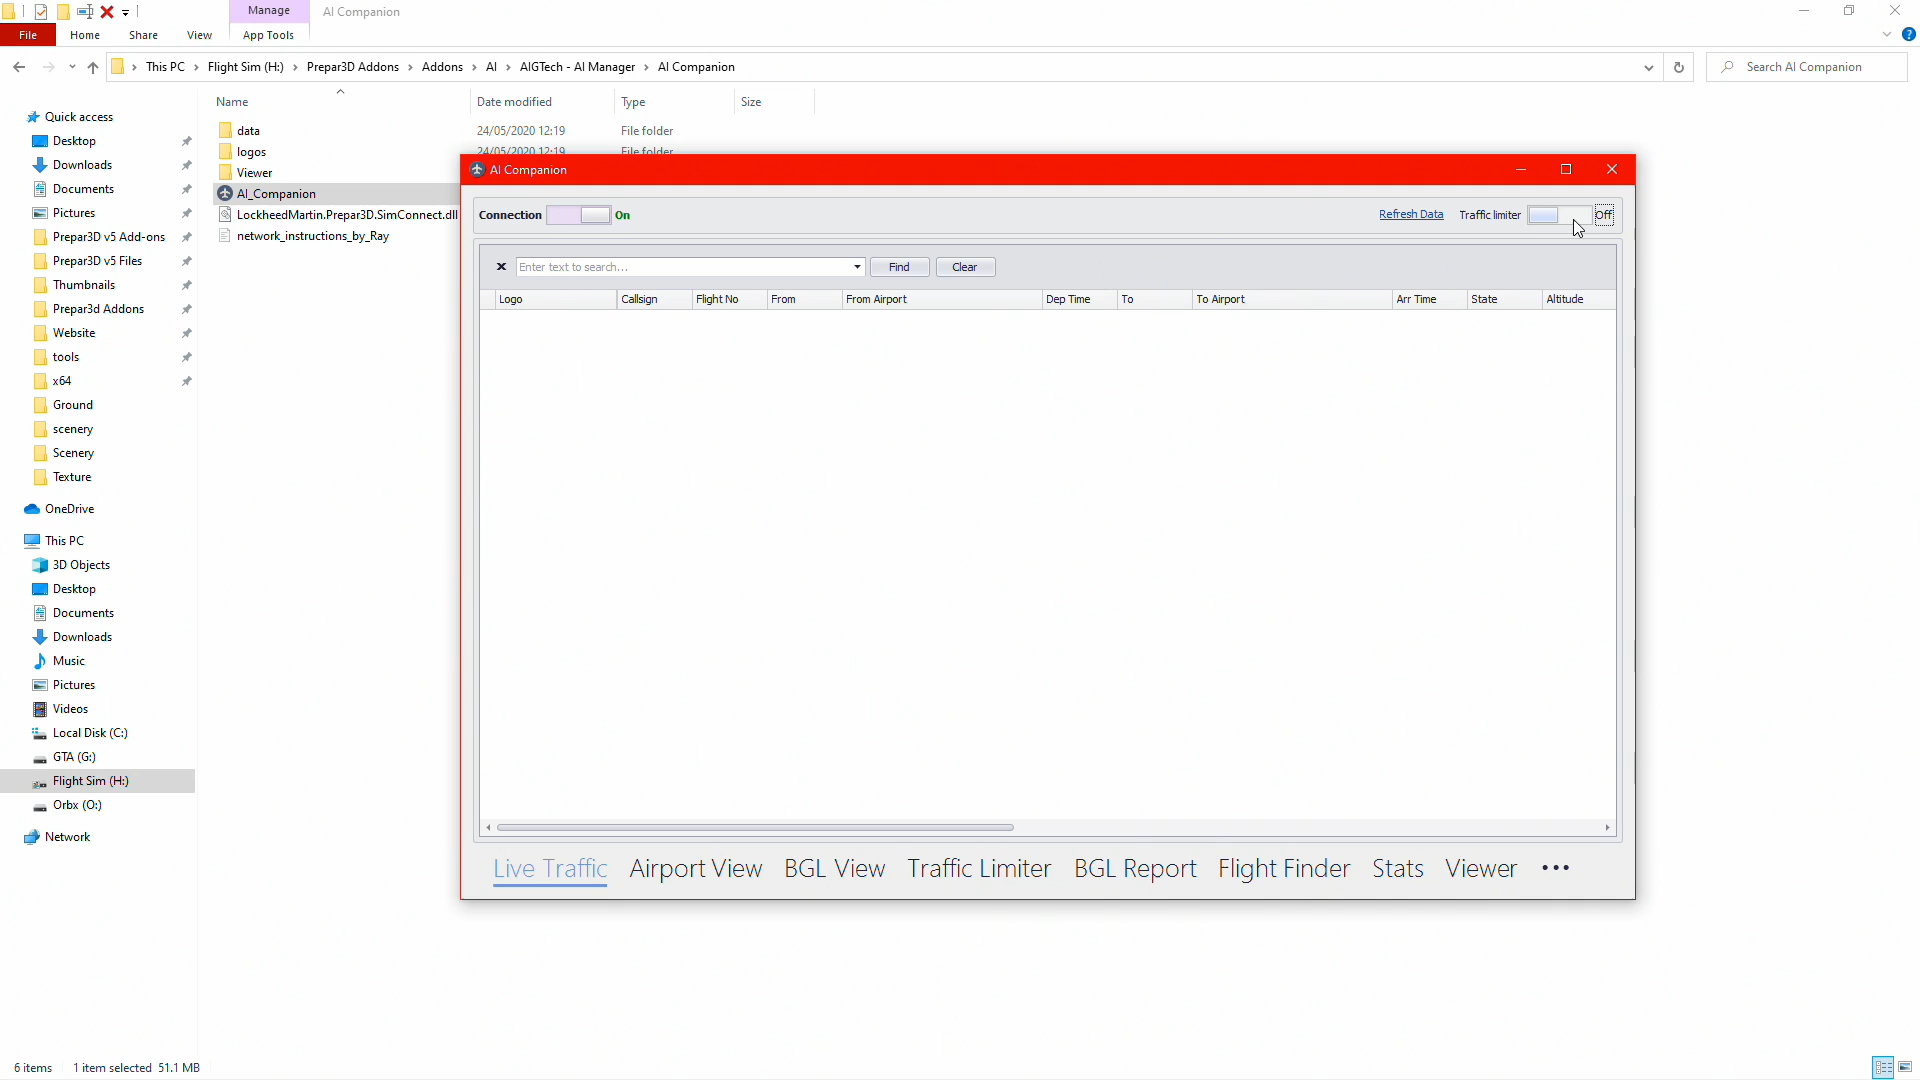 Manage
AI Companion
File
Home
Share
View
App Tools
This PC > Flight Sim (H:) > Prepar3D Addons > Addons > AI > AIGTech - AI Manager > AI Companion
Search AI Companion
Name
Date modified
Type
Size
Quick access
Desktop
Downloads
Documents
Pictures
Prepar3D v5 Add-ons
Prepar3D v5 Files
Thumbnails
Prepar3d Addons
Website
tools
x64
Ground
scenery
Scenery
Texture
OneDrive
This PC
3D Objects
Desktop
Documents
Downloads
Music
Pictures
Videos
Local Disk (C:)
GTA (G:)
Flight Sim (H:)
Orbx (O:)
Network
data 24/05/2020 12:19 File folder
logos 24/05/2020 12:19 File folder
Viewer
AI_Companion
LockheedMartin.Prepar3D.SimConnect.dll
network_instructions_by_Ray
AI Companion
Connection On
Refresh Data Traffic limiter Off
Enter text to search... Find Clear
Logo Callsign Flight No From From Airport Dep Time To To Airport Arr Time State Altitude
Live Traffic Airport View BGL View Traffic Limiter BGL Report Flight Finder Stats Viewer •••
6 items 1 item selected 51.1 MB